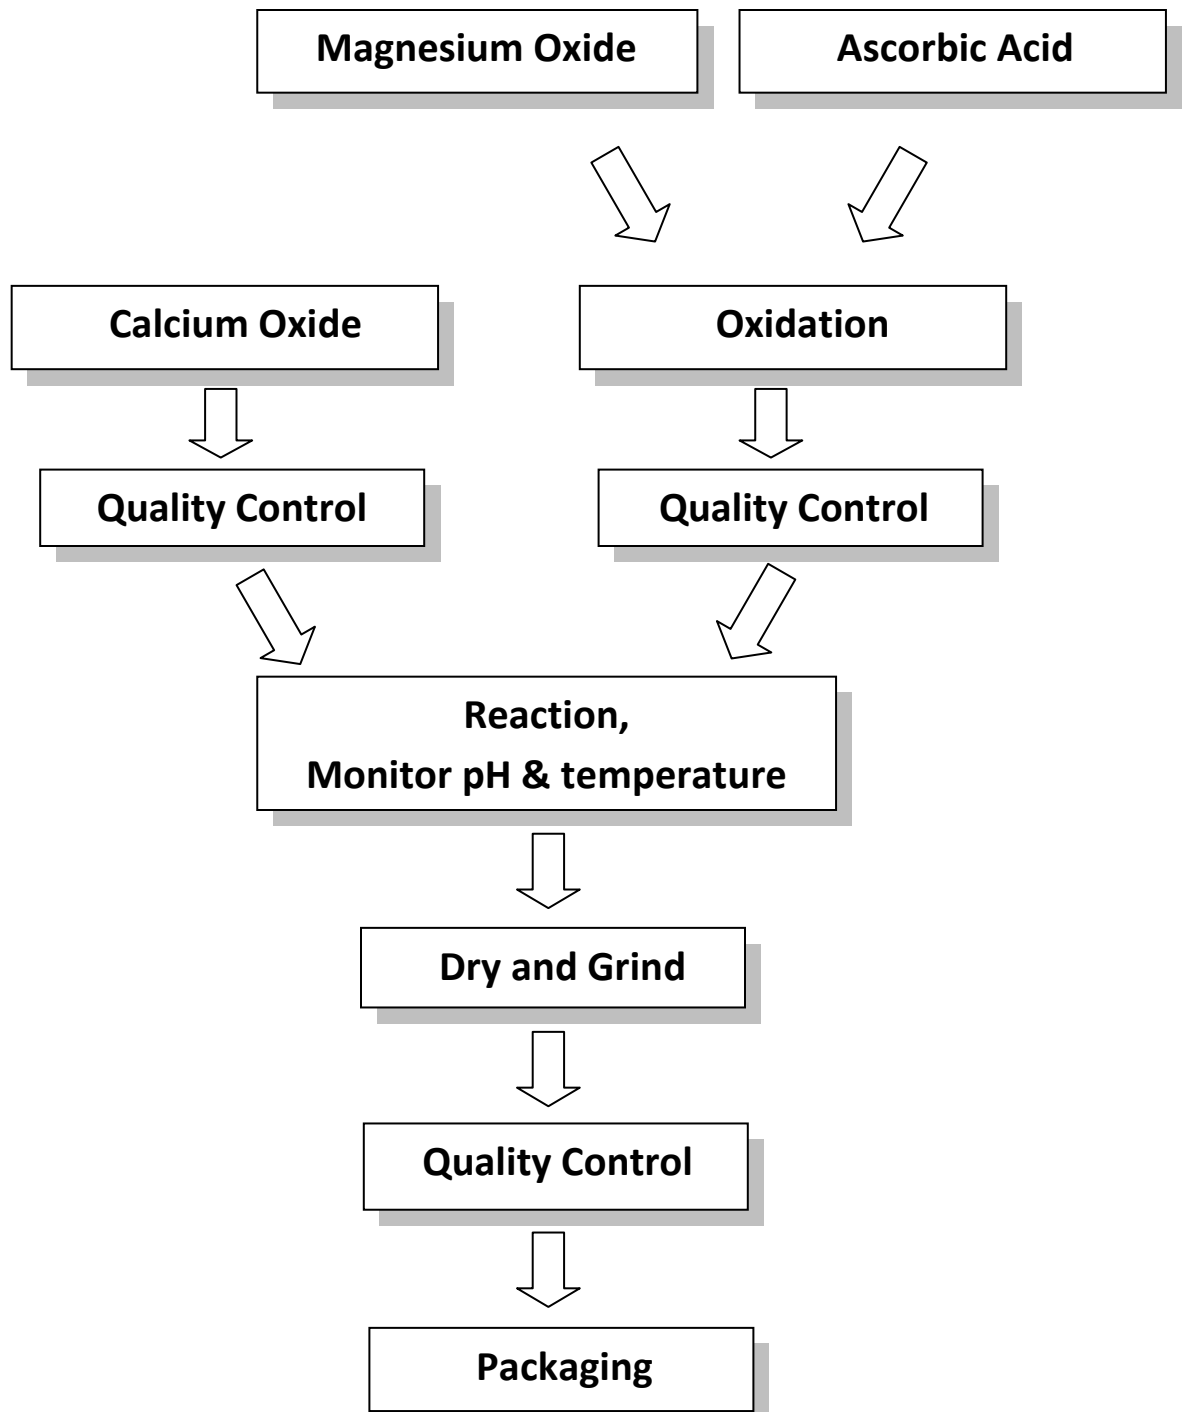 Magnesium Oxide
Ascorbic Acid
Calcium Oxide
Oxidation
Quality Control
Quality Control
Reaction,
Monitor pH & temperature
Dry and Grind
Quality Control
Packaging